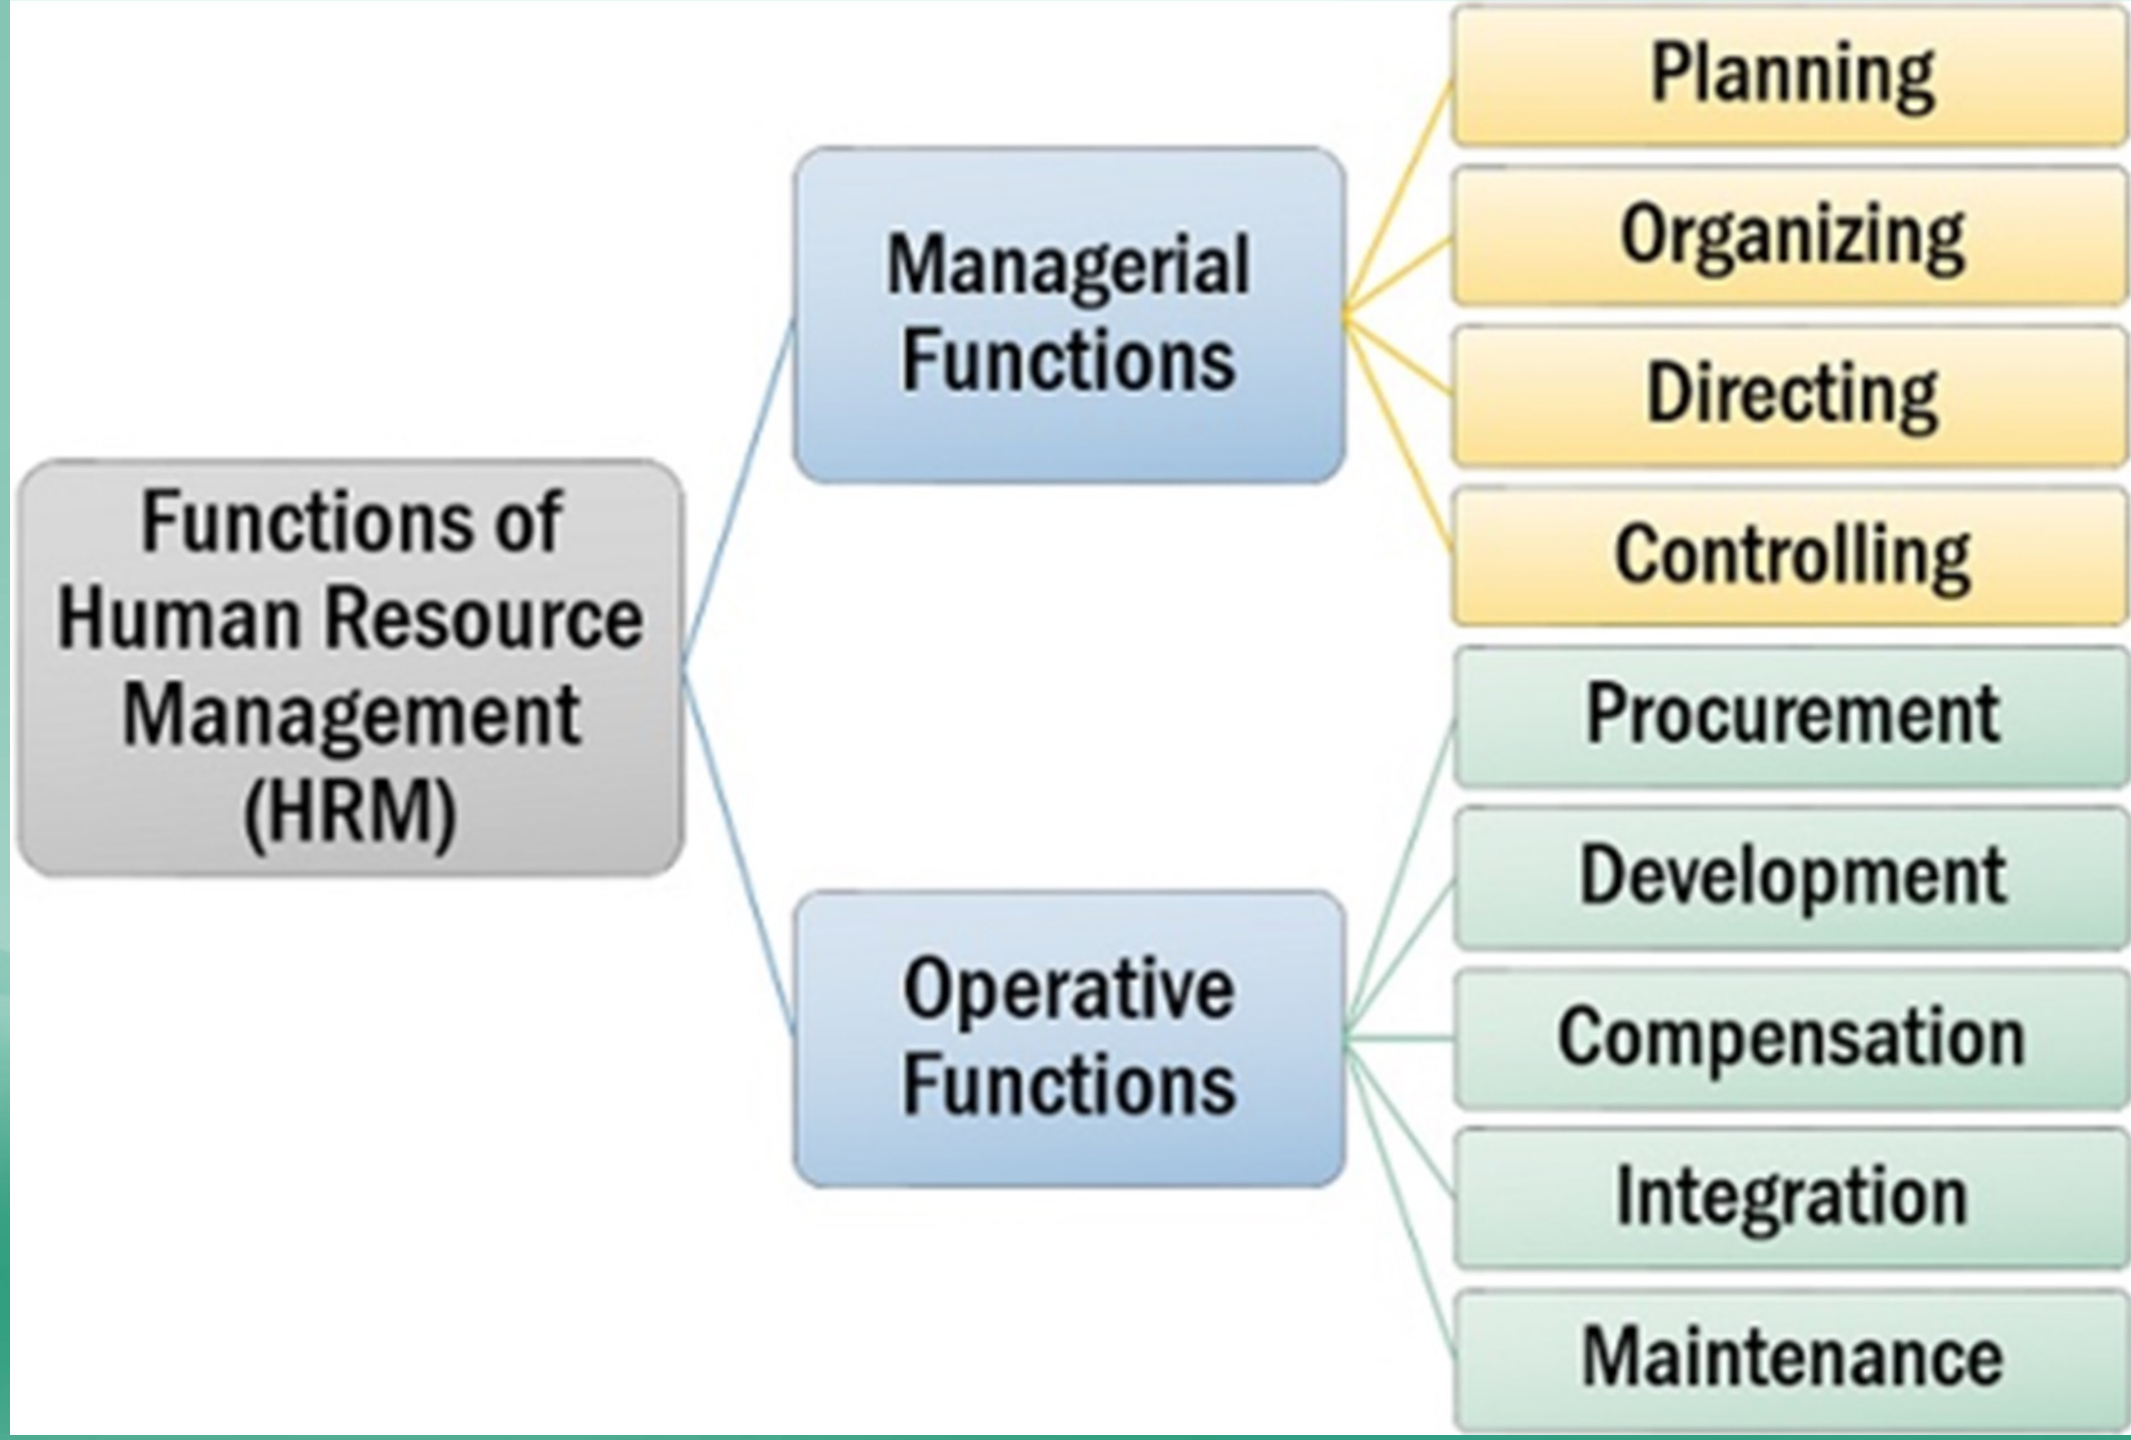 Functions of
Human Resource
Management
(HRM)
Managerial
Functions
Planning
Organizing
Directing
Controlling
Operative
Functions
Procurement
Development
Compensation
Integration
Maintenance